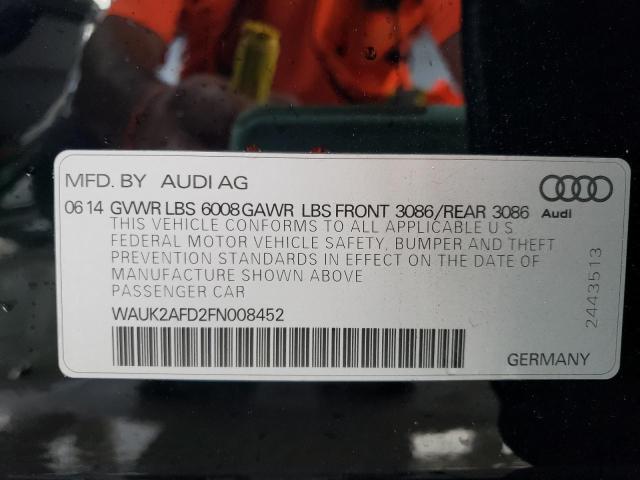 MFD. BY AUDI AG
0614 GVWR LBS 6008 GAWR LBS FRONT 3086/REAR 3086 Audi
THIS VEHICLE CONFORMS TO ALL APPLICABLE U.S
FEDERAL MOTOR VEHICLE SAFETY, BUMPER AND THEFT
PREVENTION STANDARDS IN EFFECT ON THE DATE OF
MANUFACTURE SHOWN ABOVE
PASSENGER CAR
WAUK2AFD2FN008452
2443513
GERMANY